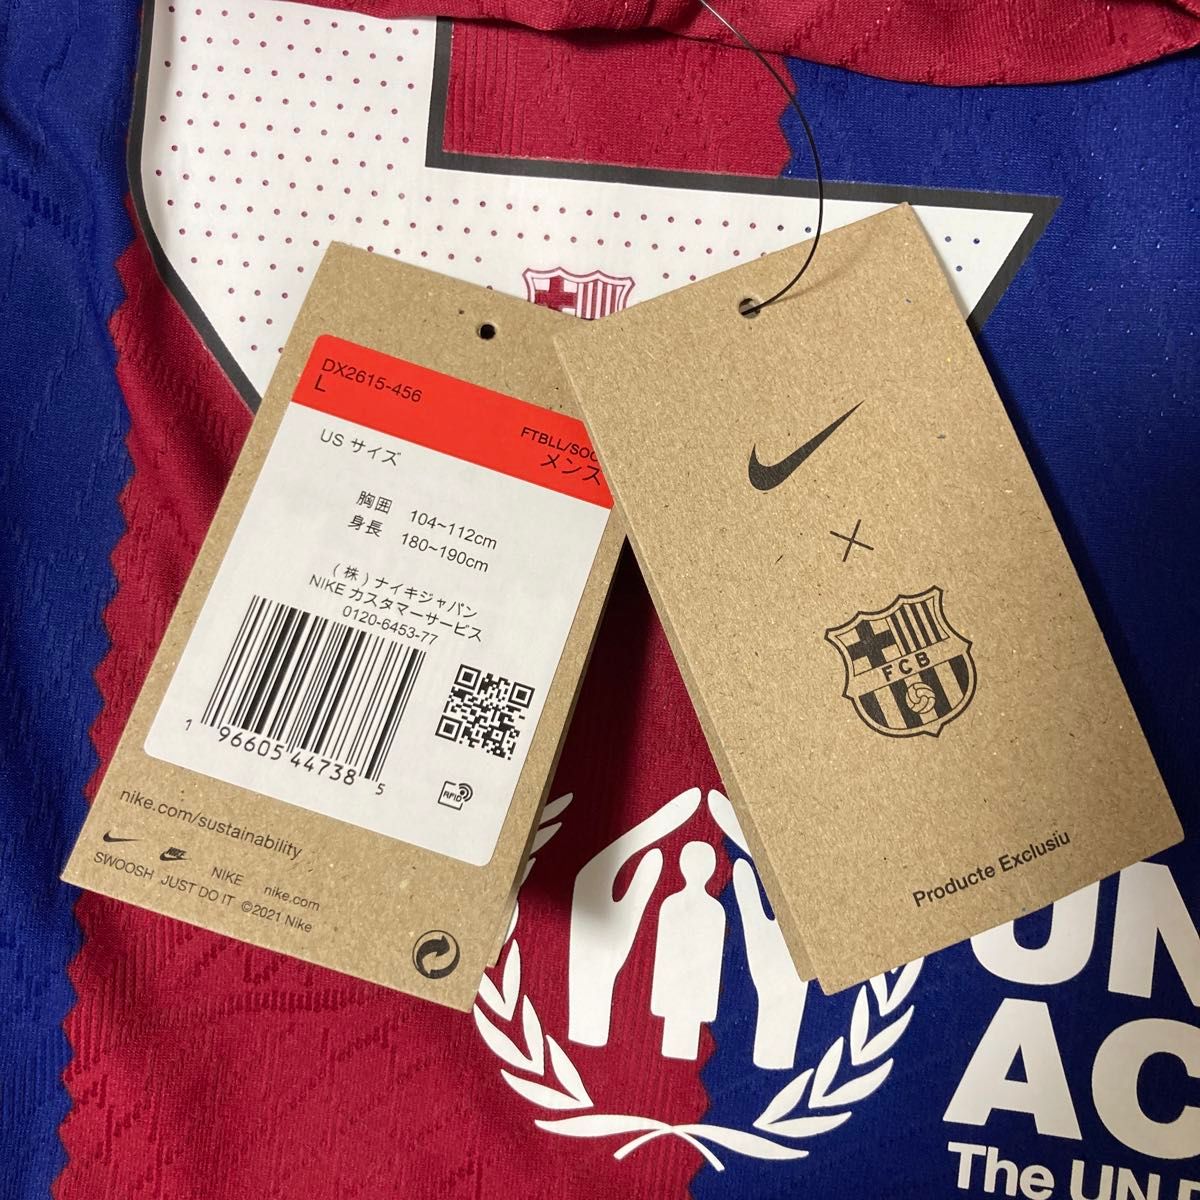 DX2615-456
L
FTBLL/SOC
メンズ
US サイズ
胸囲 104~112cm
身長 180~190cm
(株)ナイキジャパン
NIKE カスタマーサービス
0120-6453-77
1 96605 44738 5
RFID
nike.com/sustainability
NIKE nike.com
SWOOSH JUST DO IT ©2021 Nike
FCB
Producte Exclusiu
UN
AC
The UN